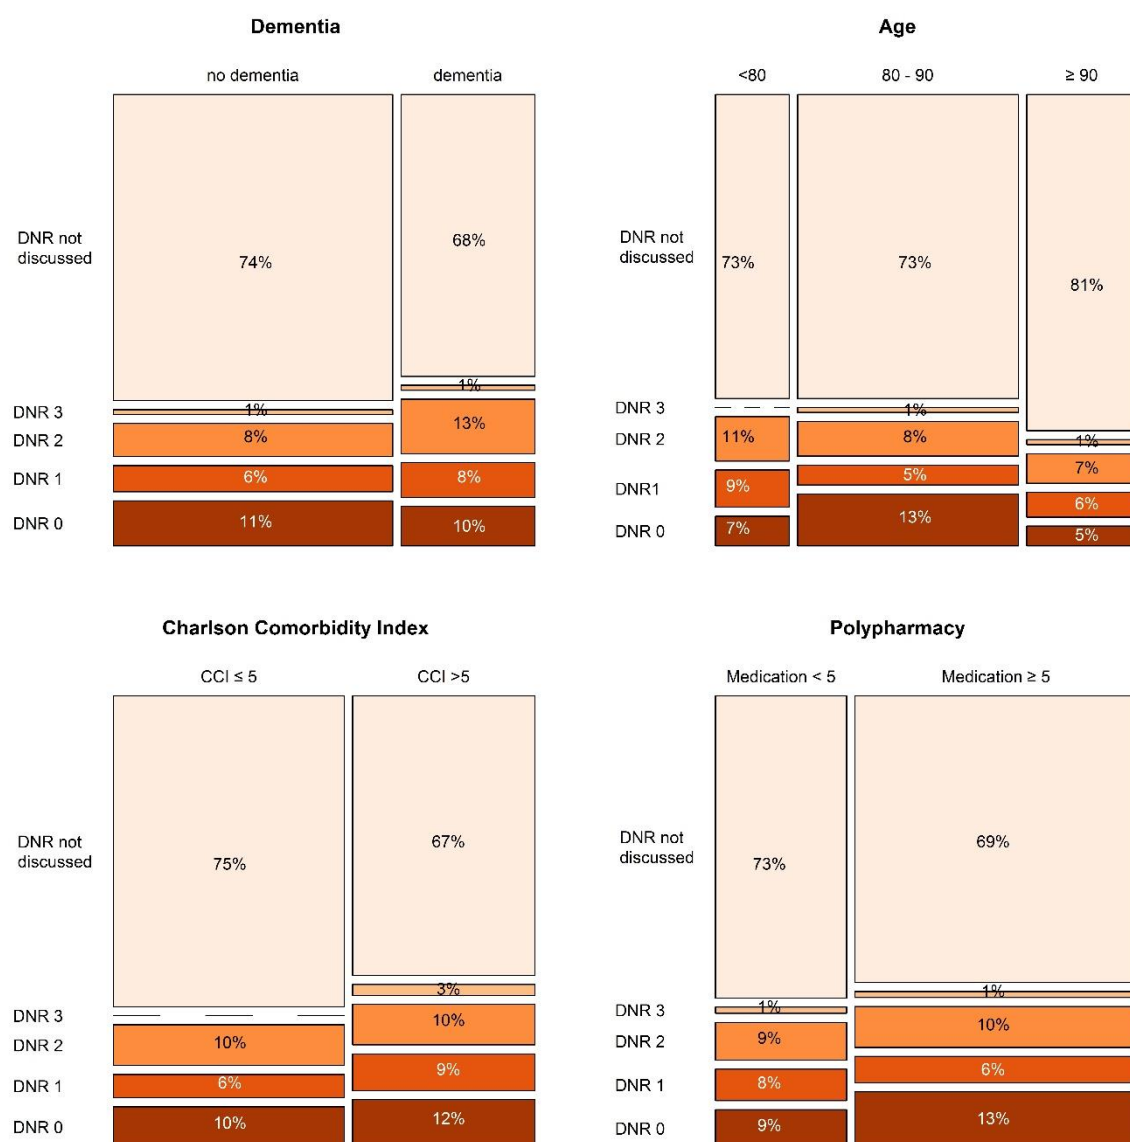 Dementia
no dementia dementia
DNR not
discussed
74%
68%
DNR 3
1%
1%
DNR 2
8%
13%
DNR 1
6%
8%
DNR 0
11%
10%
Age
<80 80 - 90 ≥ 90
DNR not
discussed
73%
73%
81%
DNR 3
1%
1%
DNR 2
11%
8%
7%
DNR1
9%
5%
6%
DNR 0
7%
13%
5%
Charlson Comorbidity Index
CCI ≤ 5 CCI >5
DNR not
discussed
75%
67%
DNR 3
3%
DNR 2
10%
10%
DNR 1
6%
9%
DNR 0
10%
12%
Polypharmacy
Medication < 5 Medication ≥ 5
DNR not
discussed
73%
69%
DNR 3
1%
1%
DNR 2
9%
10%
DNR 1
8%
6%
DNR 0
9%
13%